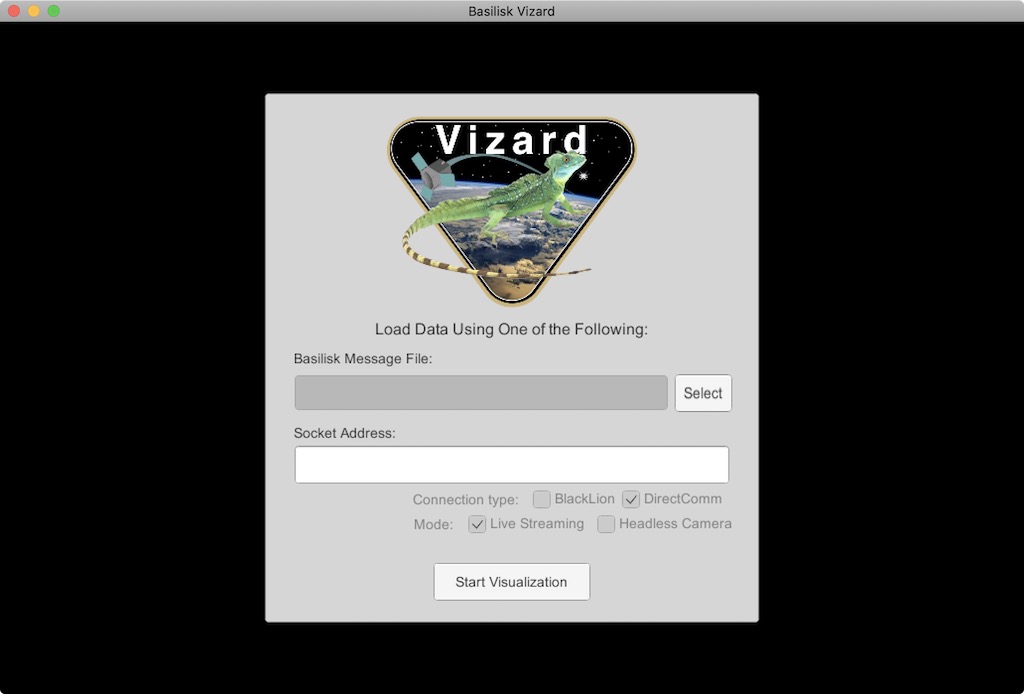 Basilisk Vizard
Vizard
Load Data Using One of the Following:
Basilisk Message File:
Select
Socket Address:
Connection type: BlackLion DirectComm
Mode: Live Streaming Headless Camera
Start Visualization